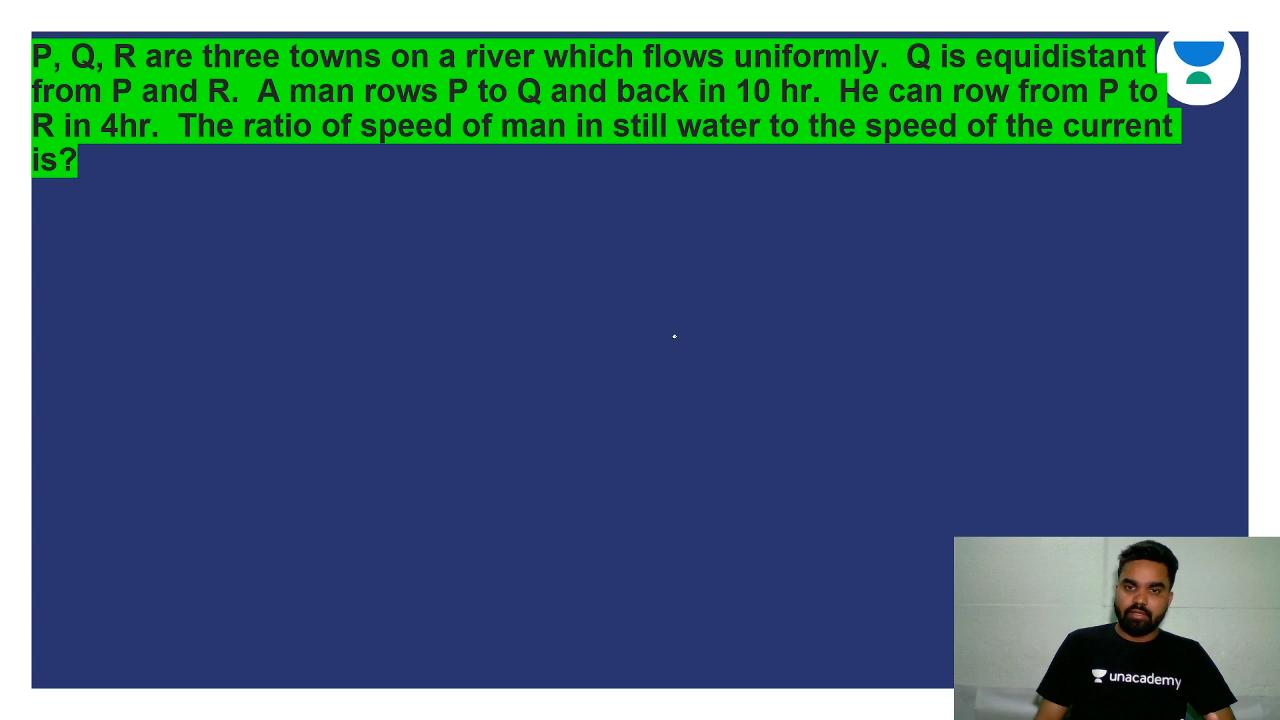 P, Q, R are three towns on a river which flows uniformly.  Q is equidistant
from P and R.  A man rows P to Q and back in 10 hr.  He can row from P to
R in 4hr.  The ratio of speed of man in still water to the speed of the current
is?
unacademy